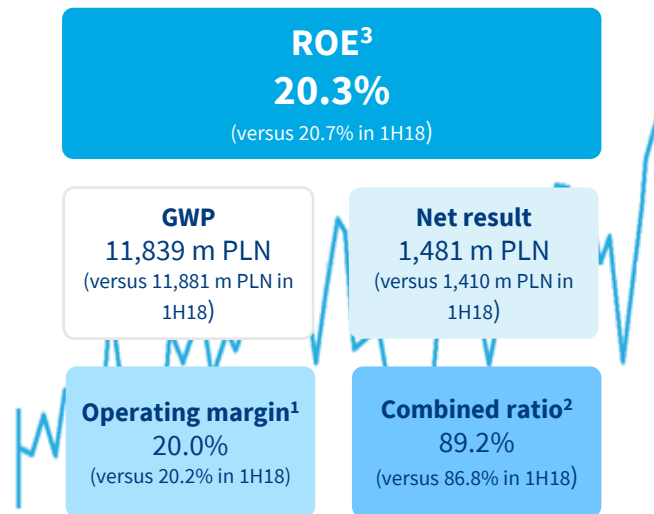 ROE³
20.3%
(versus 20.7% in 1H18)
GWP
11,839 m PLN
(versus 11,881 m PLN in
1H18)
Net result
1,481 m PLN
(versus 1,410 m PLN in
1H18)
Operating margin¹
20.0%
(versus 20.2% in 1H18)
Combined ratio²
89.2%
(versus 86.8% in 1H18)